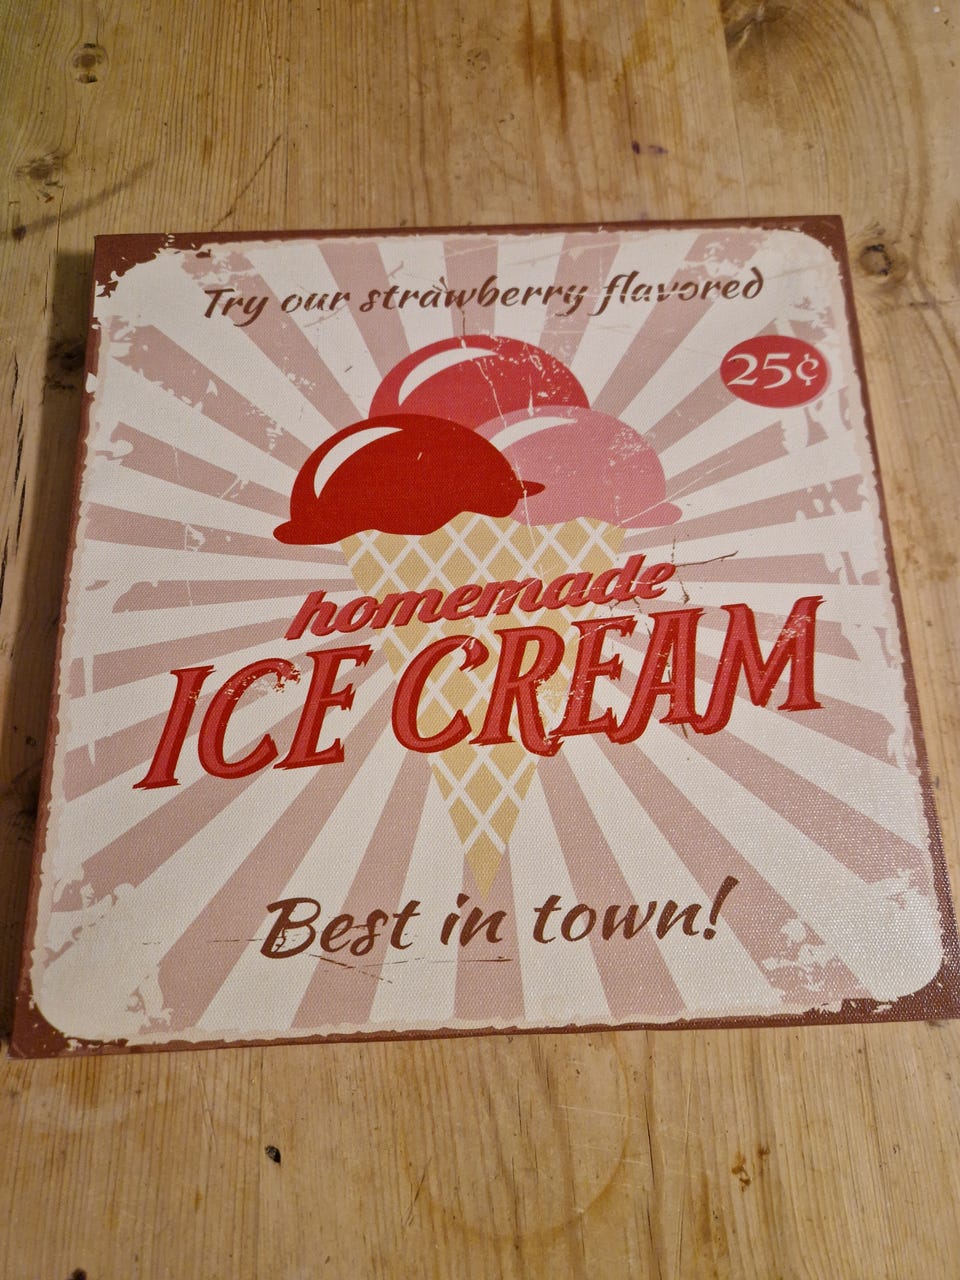 Try our strawberry flavored
25¢
homemade
ICE CREAM
Best in town!